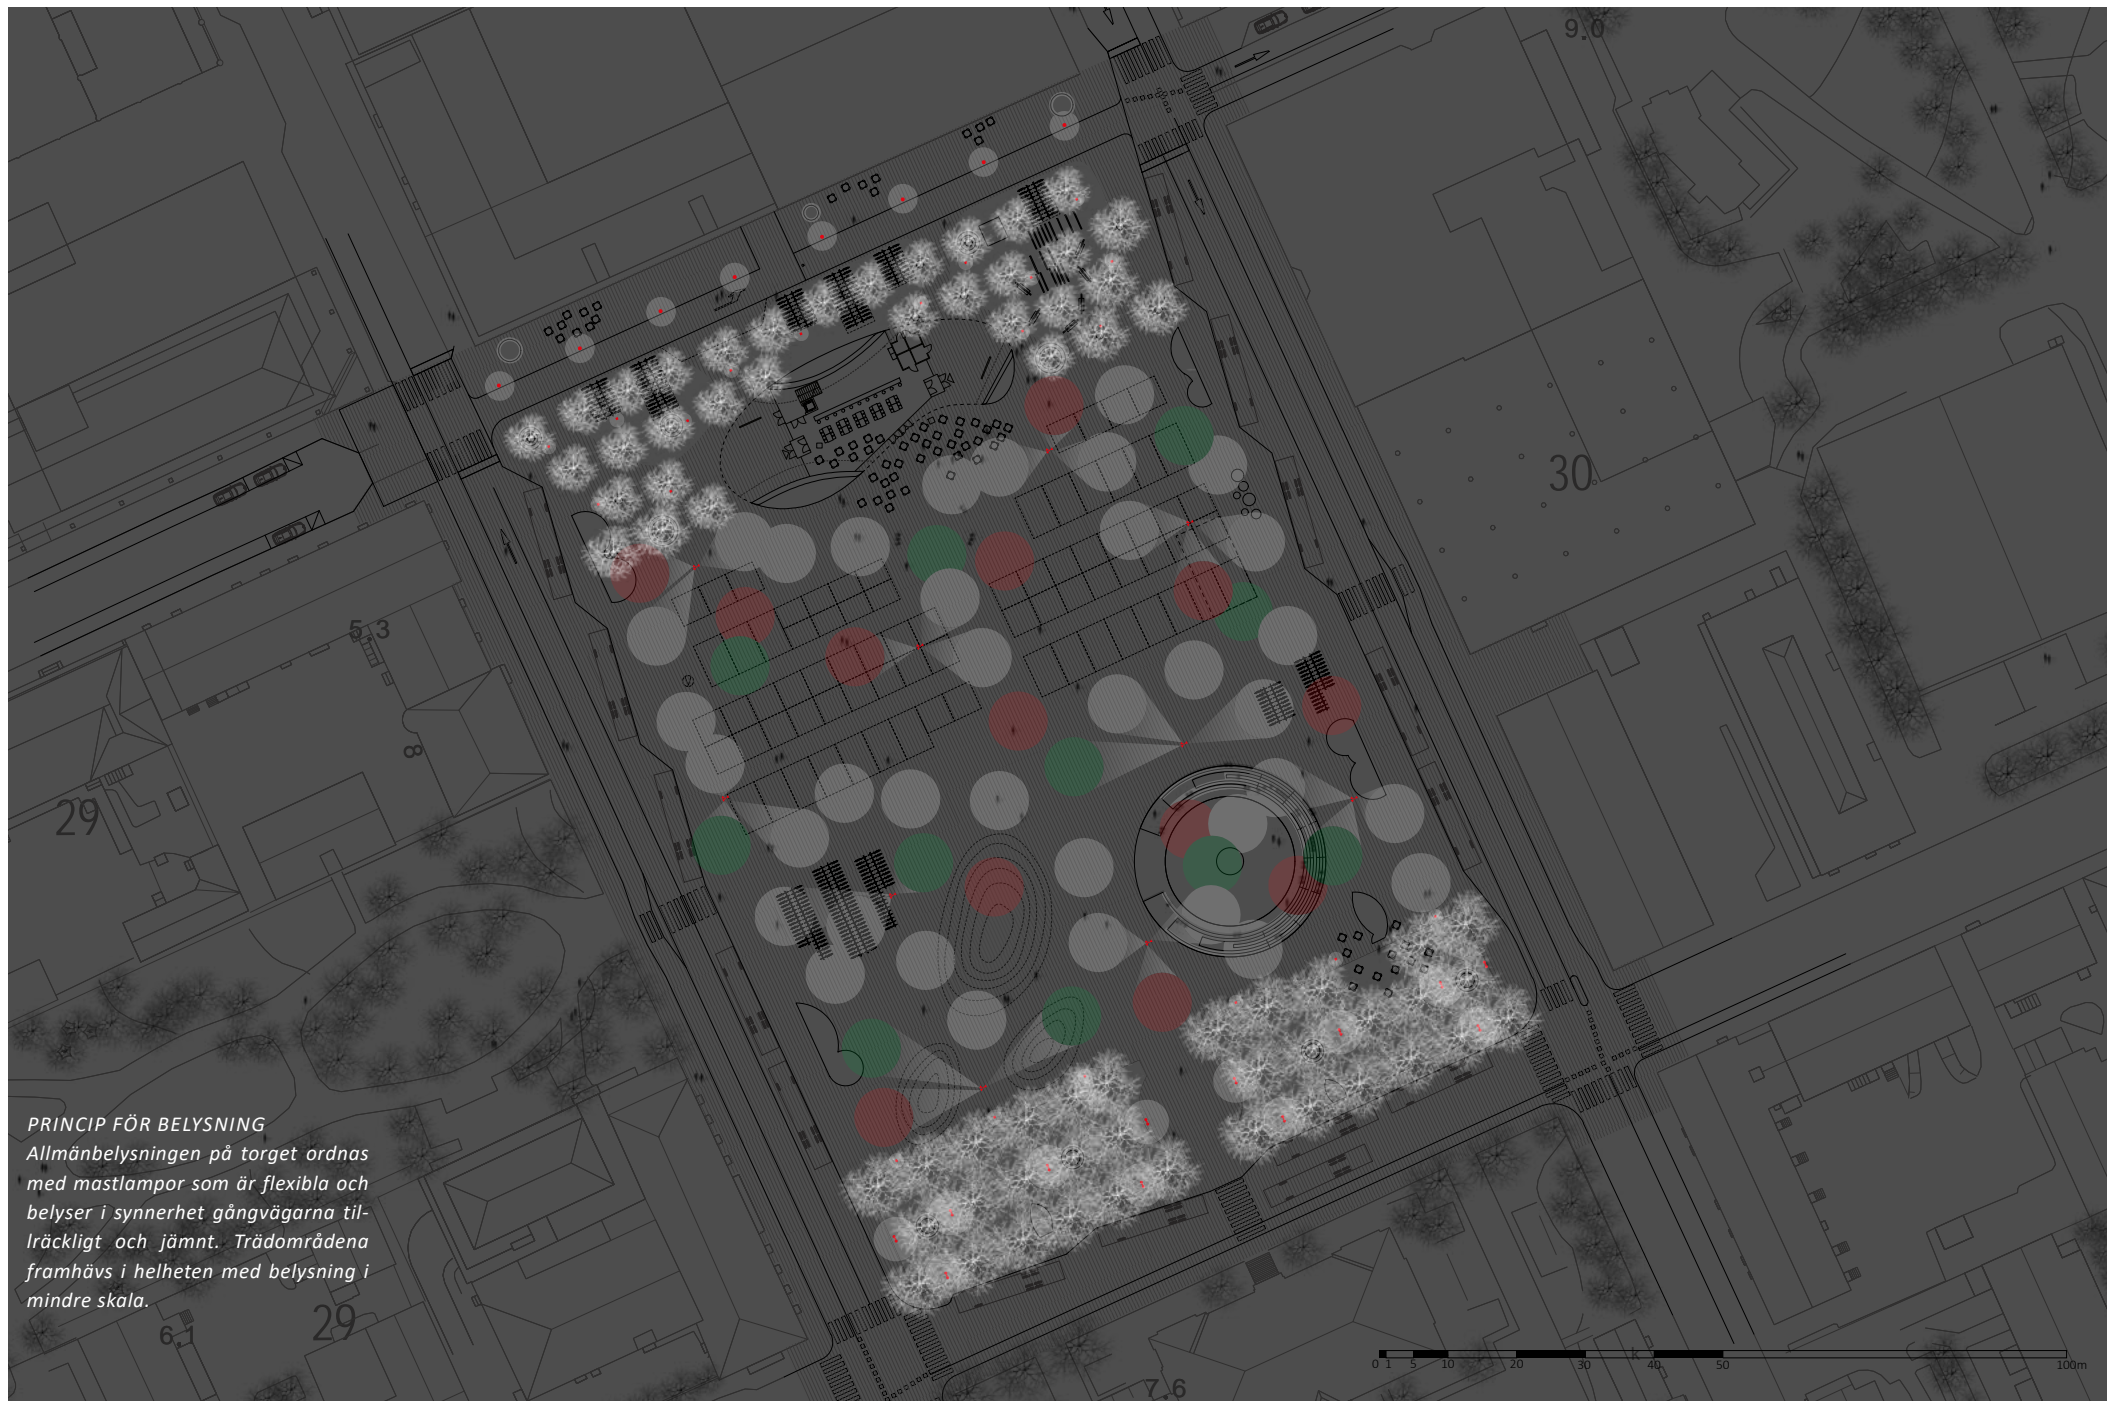 9.0
30
5.3
8
29
PRINCIP FÖR BELYSNING
Allmänbelysningen på torget ordnas
med mastlampor som är flexibla och
belyser i synnerhet gångvägarna til-
lräckligt och jämnt. Trädområdena
framhävs i helheten med belysning i
mindre skala.
29
6.1
7.6
k
0 1 5 10 20 30 40 50 100m